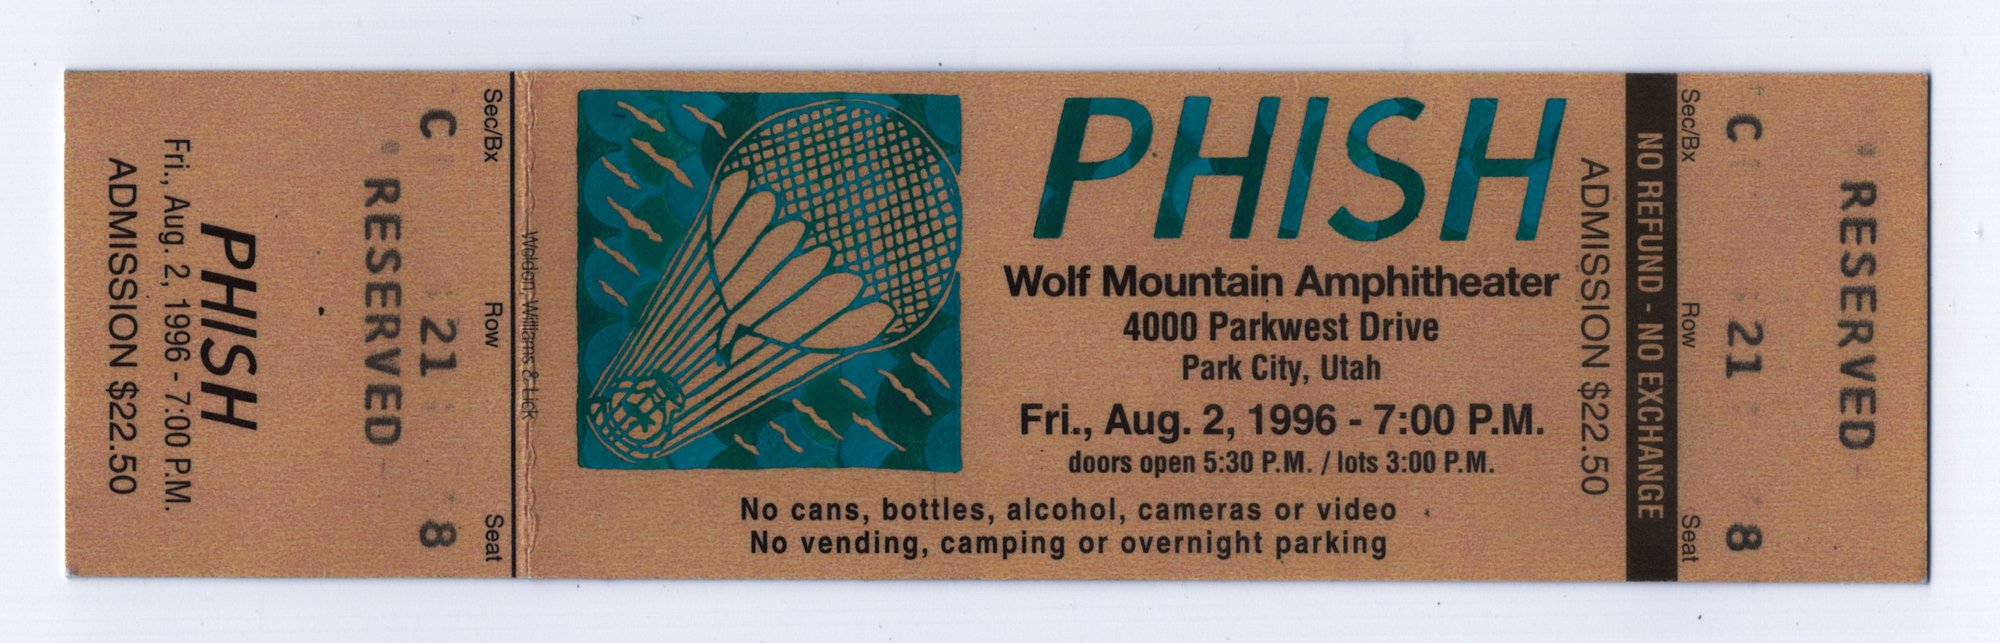 Sec/Bx Row Seat
C 21 8
* RESERVED
PHISH
Fri., Aug. 2, 1996 - 7:00 P.M.
ADMISSION $22.50
Weldon, Williams & Lick
PHISH
Wolf Mountain Amphitheater
4000 Parkwest Drive
Park City, Utah
Fri., Aug. 2, 1996 - 7:00 P.M.
doors open 5:30 P.M. / lots 3:00 P.M.
No cans, bottles, alcohol, cameras or video
No vending, camping or overnight parking
* RESERVED
C 21 8
Sec/Bx Row Seat
NO REFUND - NO EXCHANGE
ADMISSION $22.50